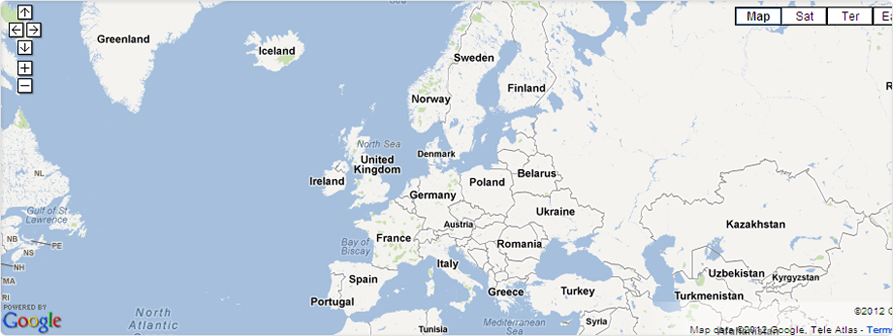 Map
Sat
Ter
Greenland
Iceland
Sweden
Norway
Finland
North Sea
Denmark
United
Kingdom
Ireland
NL
Gulf of St
Lawrence
NB
PE
NS
NH
MA
RI
Poland
Belarus
Germany
Ukraine
Austria
France
Bay of
Biscay
Romania
Kazakhstan
Italy
Spain
Portugal
Greece
Turkey
Uzbekistan
Kyrgyzstan
Turkmenistan
Mediterranean
Sea
Syria
Tunisia
North
Atlantic
POWERED BY
Google
©2012
Map data ©2012 Google, Tele Atlas -